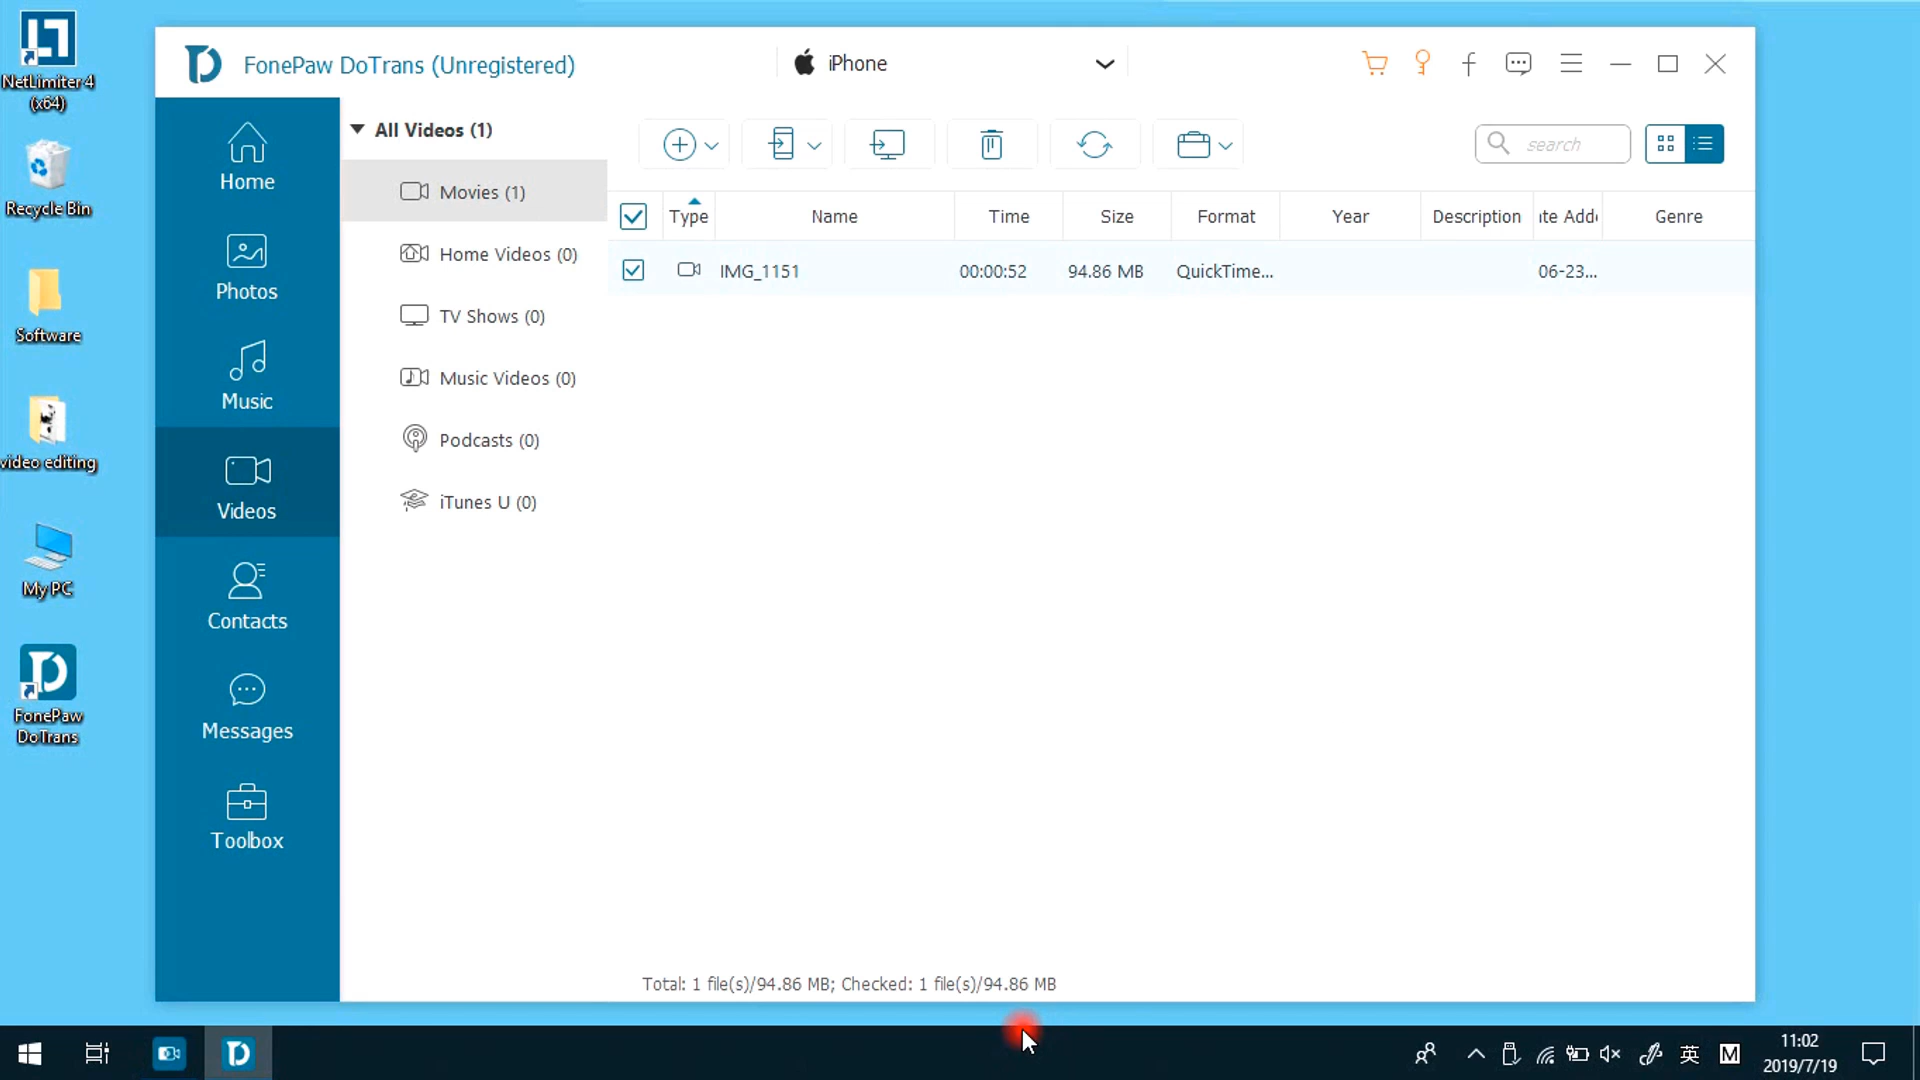 NetLimiter 4
(x64)
Recycle Bin
Software
video editing
My PC
FonePaw
DoTrans
FonePaw DoTrans (Unregistered)
iPhone
Home
Photos
Music
Videos
Contacts
Messages
Toolbox
All Videos (1)
Movies (1)
Home Videos (0)
TV Shows (0)
Music Videos (0)
Podcasts (0)
iTunes U (0)
search
Type Name Time Size Format Year Description te Add Genre
IMG_1151 00:00:52 94.86 MB QuickTime... 06-23...
Total: 1 file(s)/94.86 MB; Checked: 1 file(s)/94.86 MB
英 M
11:02
2019/7/19